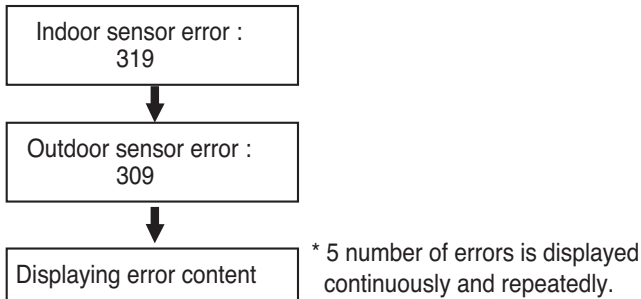 Indoor sensor error :
319
Outdoor sensor error :
309
Displaying error content
* 5 number of errors is displayed
continuously and repeatedly.